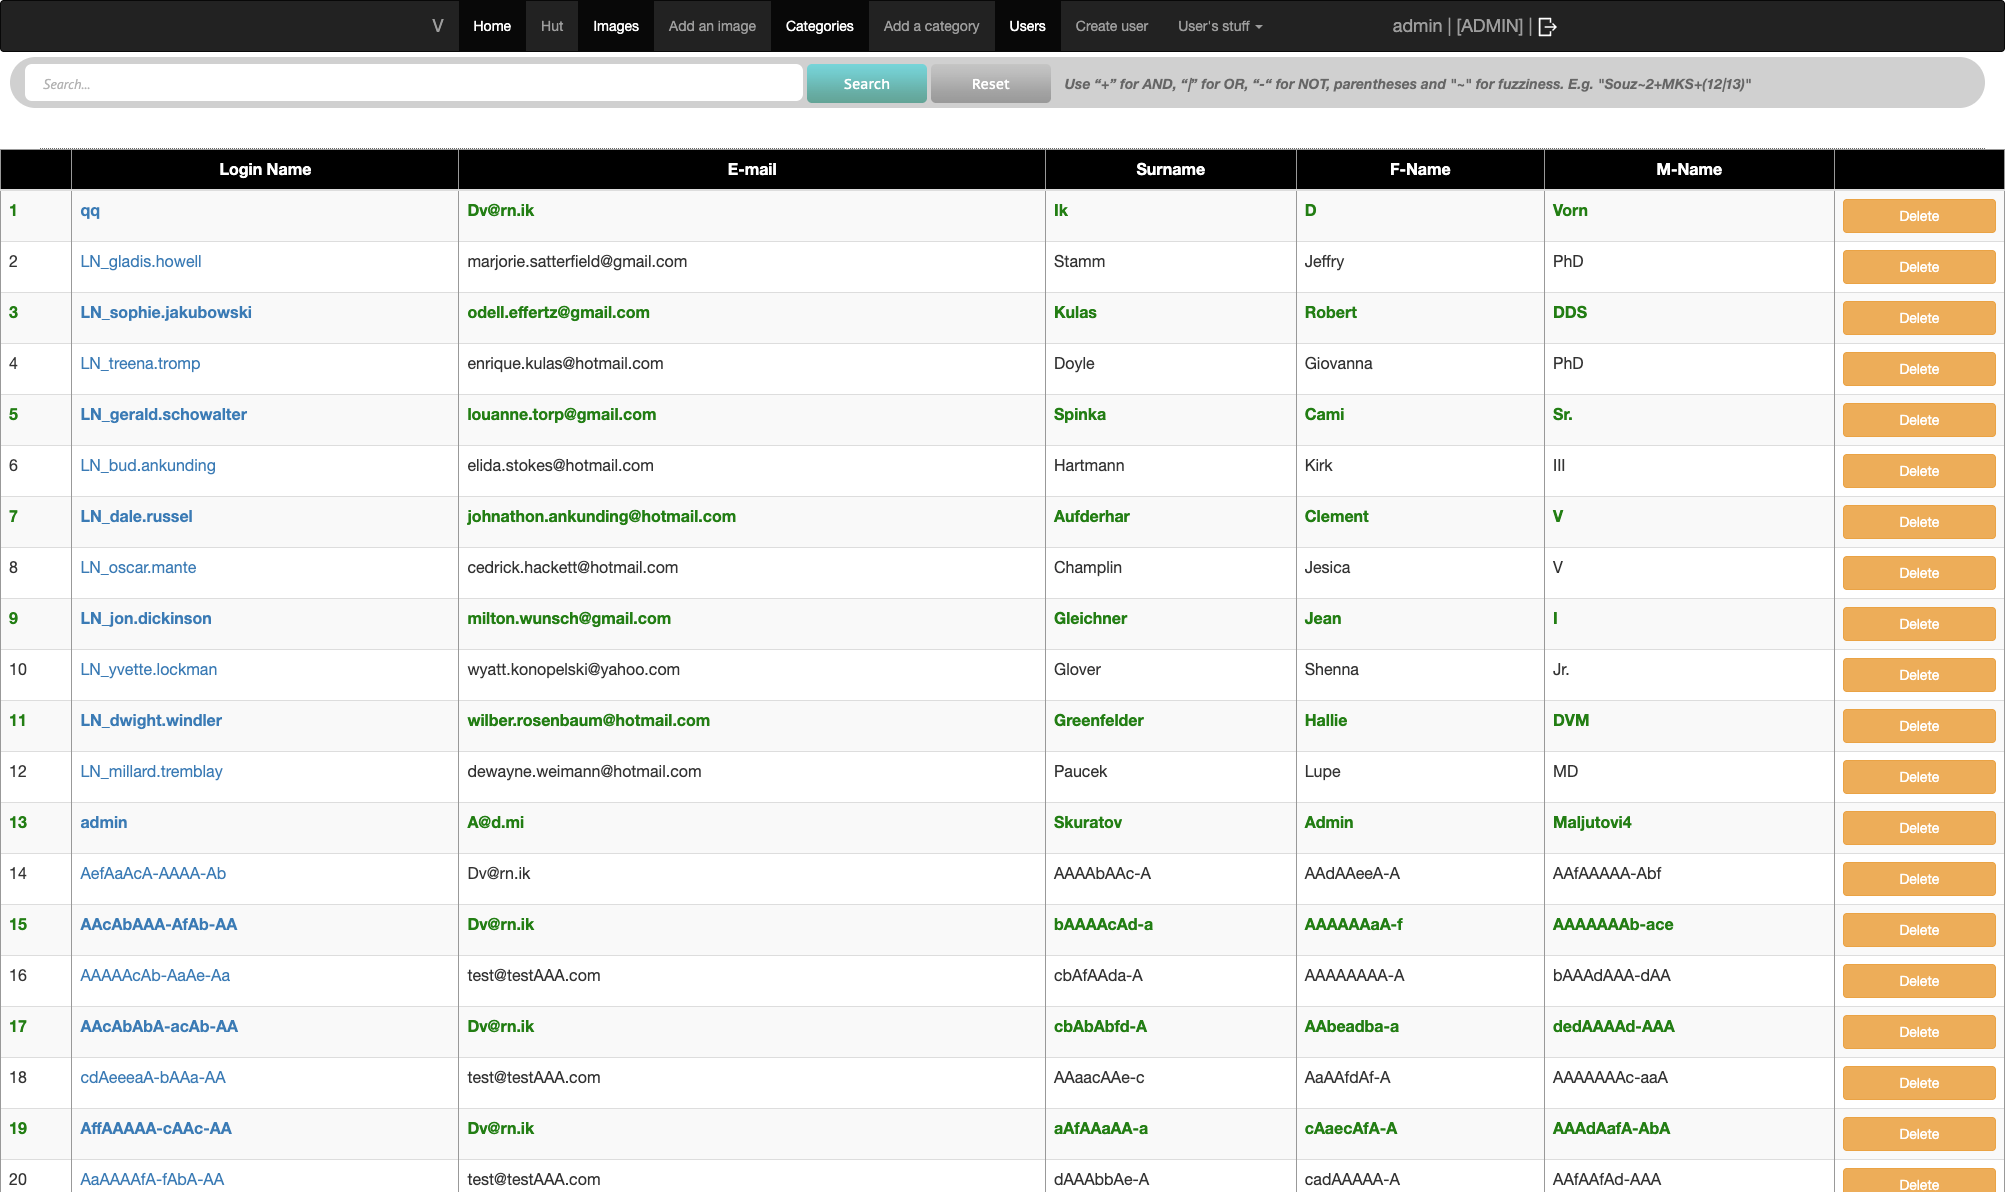 V Home Hut Images Add an image Categories Add a category Users Create user User's stuff admin | [ADMIN] |
Search... Search Reset Use “+” for AND, “|” for OR, “-“ for NOT, parentheses and "~" for fuzziness. E.g. "Souz~2+MKS+(12|13)"
Login Name E-mail Surname F-Name M-Name
1 qq Dv@rn.ik Ik D Vorn Delete
2 LN_gladis.howell marjorie.satterfield@gmail.com Stamm Jeffry PhD Delete
3 LN_sophie.jakubowski odell.effertz@gmail.com Kulas Robert DDS Delete
4 LN_treena.tromp enrique.kulas@hotmail.com Doyle Giovanna PhD Delete
5 LN_gerald.schowalter louanne.torp@gmail.com Spinka Cami Sr. Delete
6 LN_bud.ankunding elida.stokes@hotmail.com Hartmann Kirk III Delete
7 LN_dale.russel johnathon.ankunding@hotmail.com Aufderhar Clement V Delete
8 LN_oscar.mante cedrick.hackett@hotmail.com Champlin Jesica V Delete
9 LN_jon.dickinson milton.wunsch@gmail.com Gleichner Jean I Delete
10 LN_yvette.lockman wyatt.konopelski@yahoo.com Glover Shenna Jr. Delete
11 LN_dwight.windler wilber.rosenbaum@hotmail.com Greenfelder Hallie DVM Delete
12 LN_millard.tremblay dewayne.weimann@hotmail.com Paucek Lupe MD Delete
13 admin A@d.mi Skuratov Admin Maljutovi4 Delete
14 AefAaAcA-AAAA-Ab Dv@rn.ik AAAAbAAc-A AAdAAeeA-A AAfAAAAA-Abf Delete
15 AAcAbAAA-AfAb-AA Dv@rn.ik bAAAAcAd-a AAAAAAaA-f AAAAAAAb-ace Delete
16 AAAAAcAb-AaAe-Aa test@testAAA.com cbAfAAda-A AAAAAAAA-A bAAAdAAA-dAA Delete
17 AAcAbAbA-acAb-AA Dv@rn.ik cbAbAbfd-A AAbeadba-a dedAAAAd-AAA Delete
18 cdAeeeaA-bAAa-AA test@testAAA.com AAaacAAe-c AaAAfdAf-A AAAAAAAc-aaA Delete
19 AffAAAAA-cAAc-AA Dv@rn.ik aAfAAaAA-a cAaecAfA-A AAAdAafA-AbA Delete
20 AaAAAAfA-fAbA-AA test@testAAA.com dAAAbbAe-A cadAAAAA-A AAfAAfAd-AAA Delete